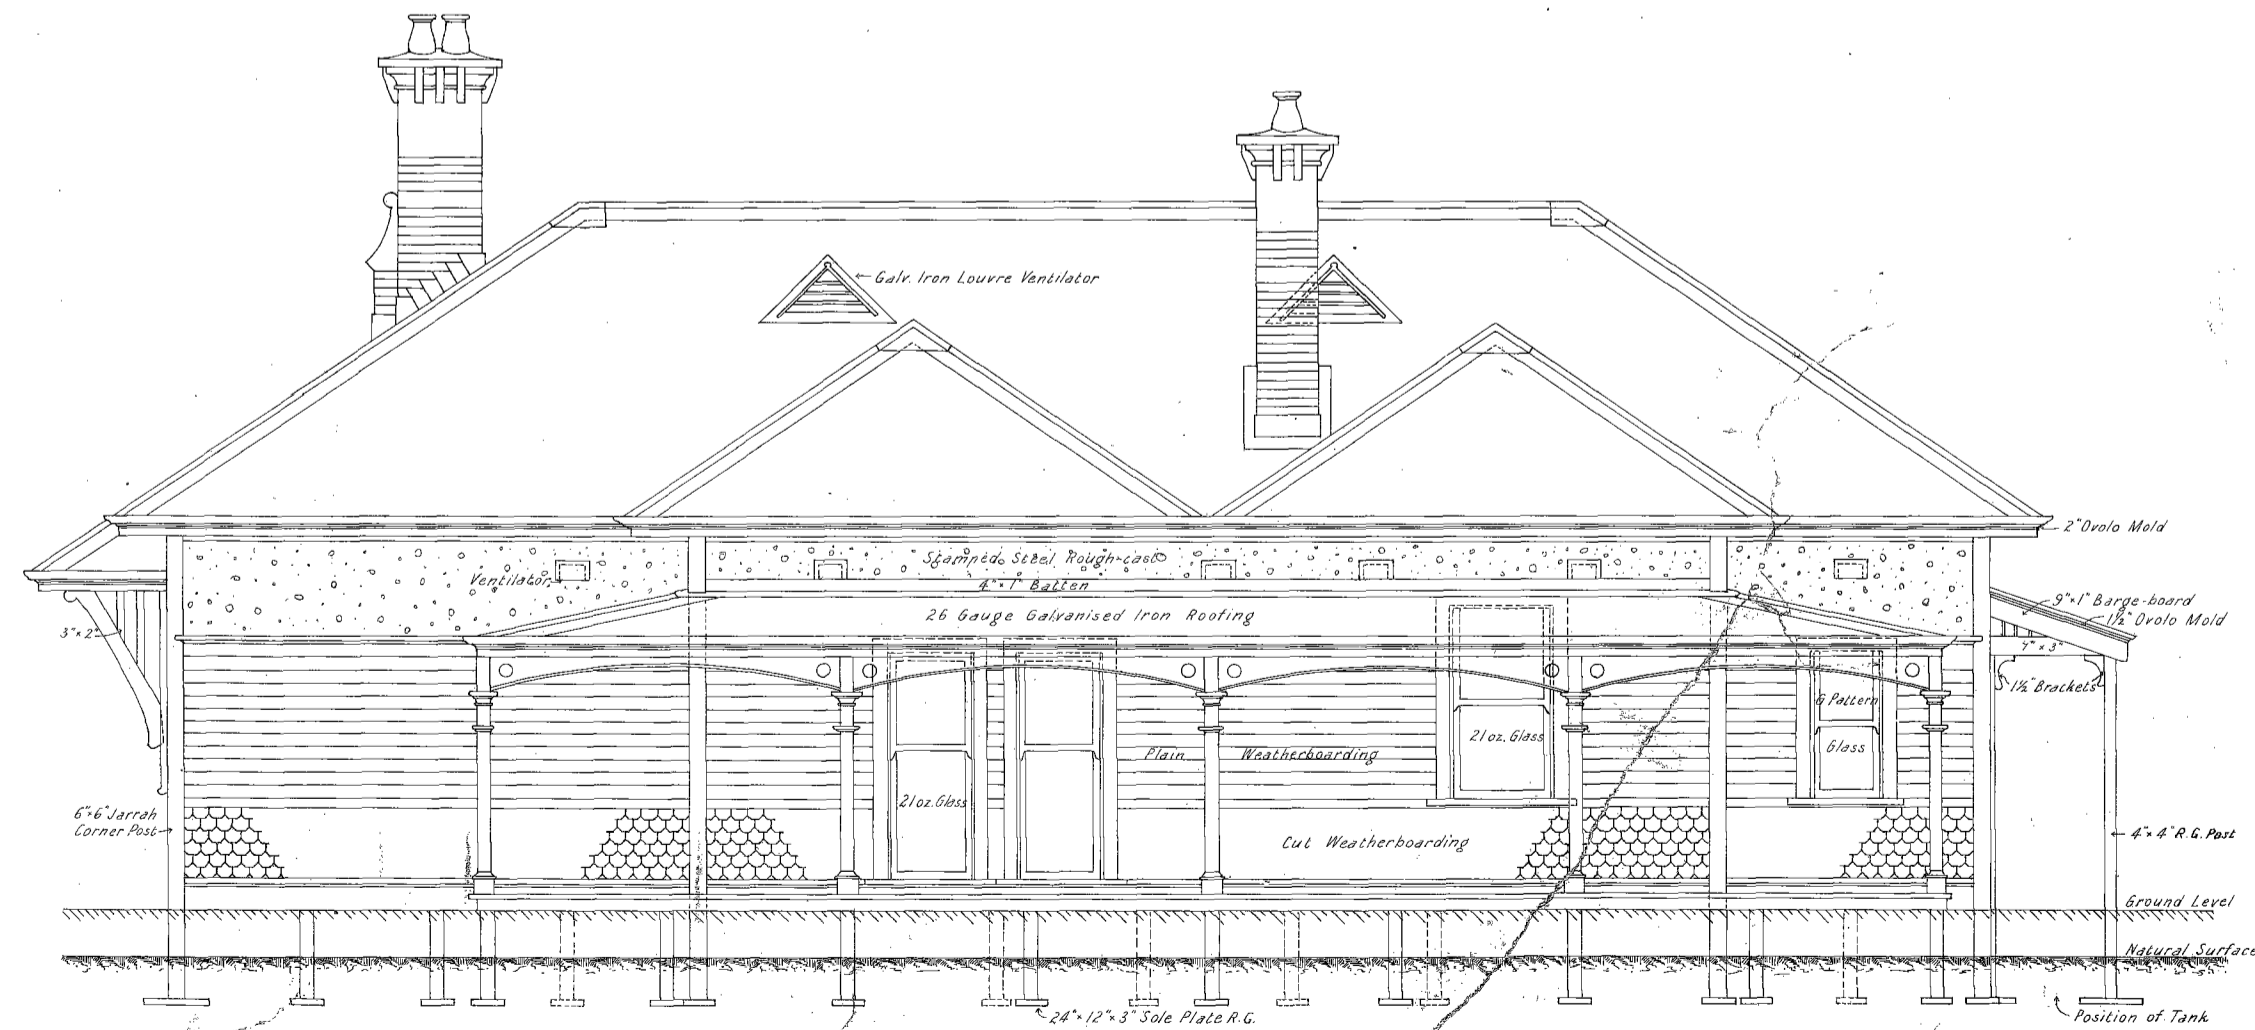 Galv. Iron Louvre Ventilator
2" Ovolo Mold
Stamped Steel Rough-cast
Ventilator
4" × 1" Batten
26 Gauge Galvanised Iron Roofing
9" × 1" Barge-board
1½" Ovolo Mold
3" × 2"
4" × 3"
1½" Brackets
G Pattern
Glass
21 oz. Glass
Plain Weatherboarding
21 oz. Glass
6" × 6" Jarrah
Corner Post
Cut Weatherboarding
4" × 4" R.G. Post
Ground Level
Natural Surface
24" × 12" × 3" Sole Plate R.G.
Position of Tank